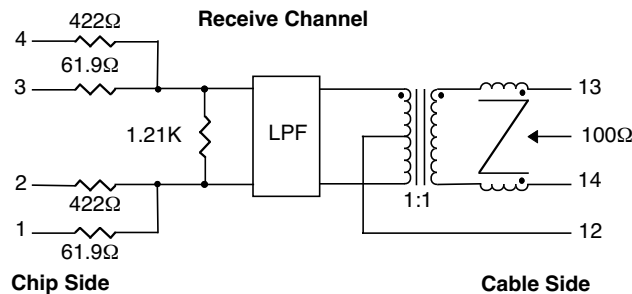 Receive Channel
422Ω
4
61.9Ω
3
1.21K
LPF
13
100Ω
2
422Ω
14
1:1
1
61.9Ω
12
Chip Side
Cable Side